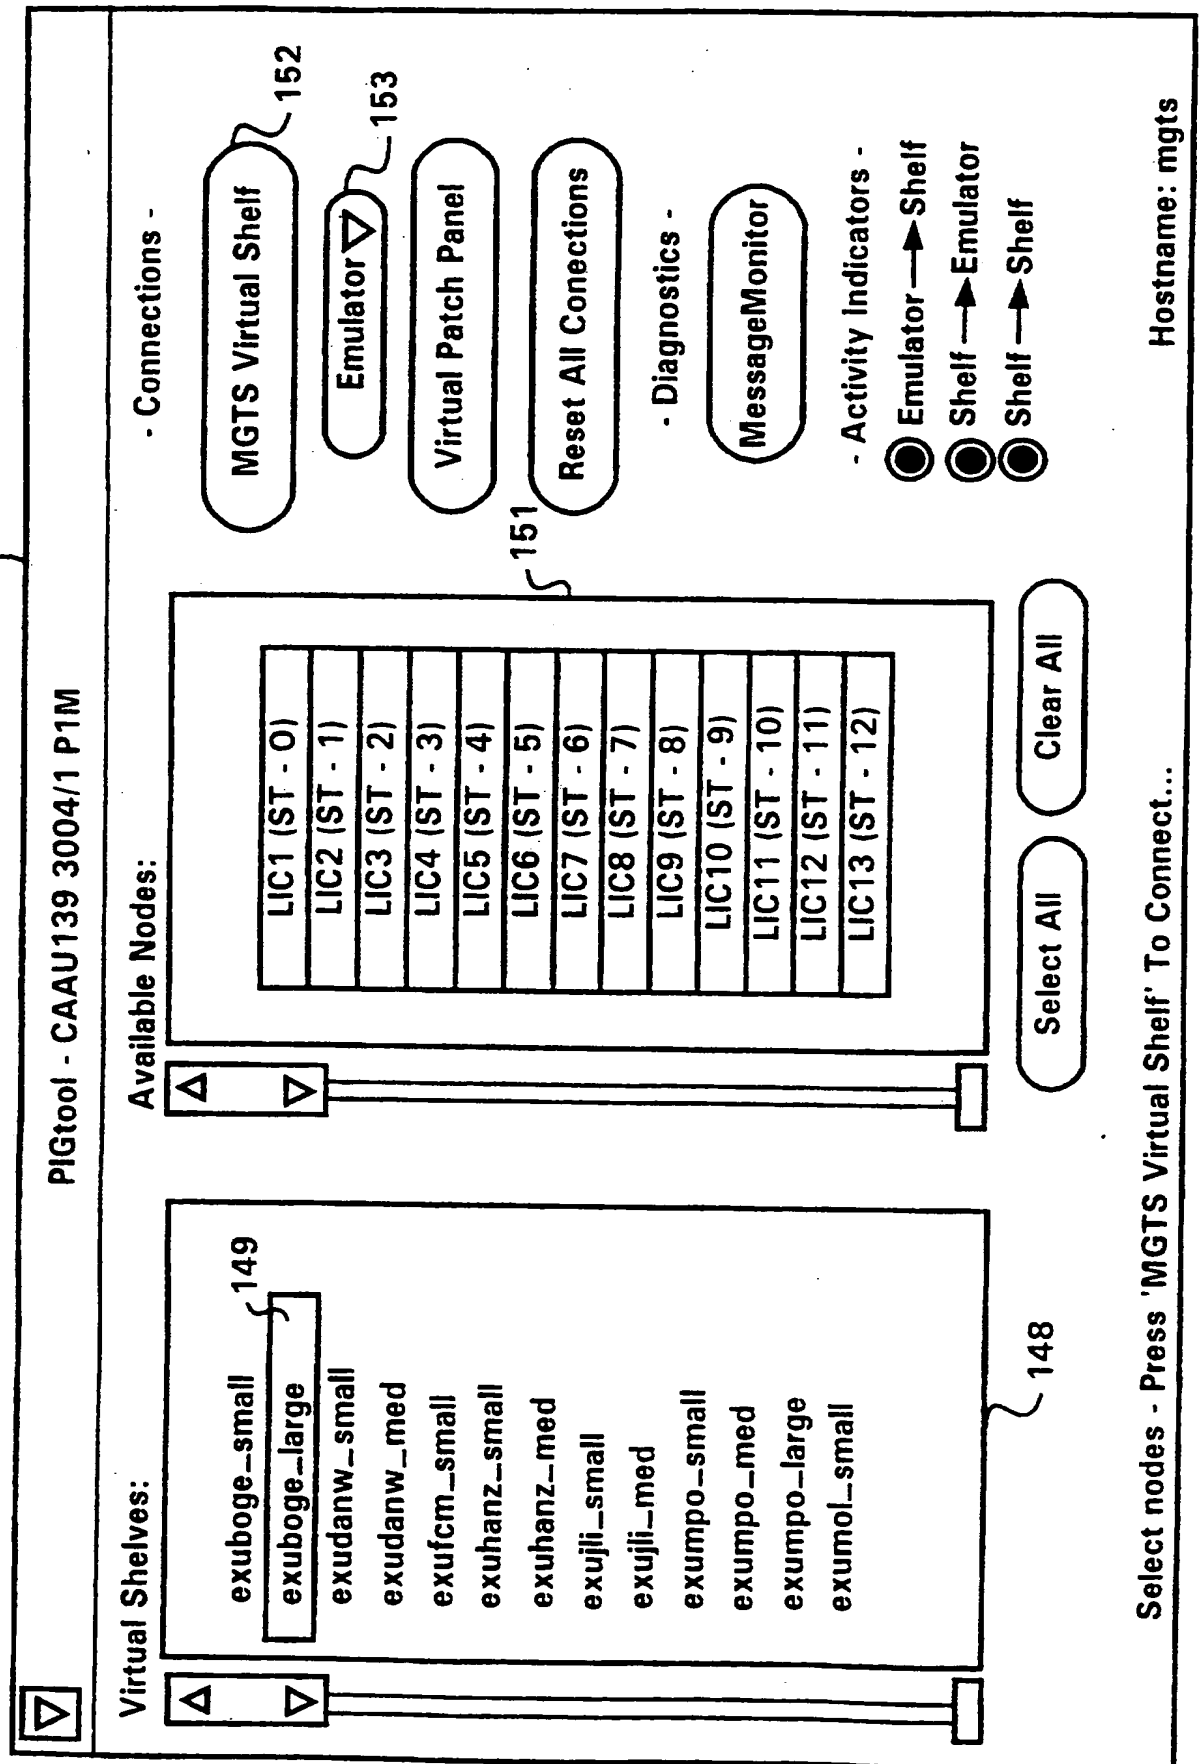 PIGtool - CAAU139 3004/1 P1M
Virtual Shelves:
exuboge_small
149
exuboge_large
exudanw_small
exudanw_med
exufcm_small
exuhanz_small
exuhanz_med
exujli_small
exujli_med
exumpo_small
exumpo_med
exumpo_large
exumol_small
148
Available Nodes:
LIC1 (ST - 0)
LIC2 (ST - 1)
LIC3 (ST - 2)
LIC4 (ST - 3)
LIC5 (ST - 4)
LIC6 (ST - 5)
LIC7 (ST - 6)
LIC8 (ST - 7)
LIC9 (ST - 8)
LIC10 (ST - 9)
LIC11 (ST - 10)
LIC12 (ST - 11)
LIC13 (ST - 12)
151
Select All
Clear All
- Connections -
MGTS Virtual Shelf
152
Emulator
153
Virtual Patch Panel
Reset All Conections
- Diagnostics -
MessageMonitor
- Activity Indicators -
Emulator Shelf
Shelf Emulator
Shelf Shelf
Select nodes - Press 'MGTS Virtual Shelf' To Connect...
Hostname: mgts